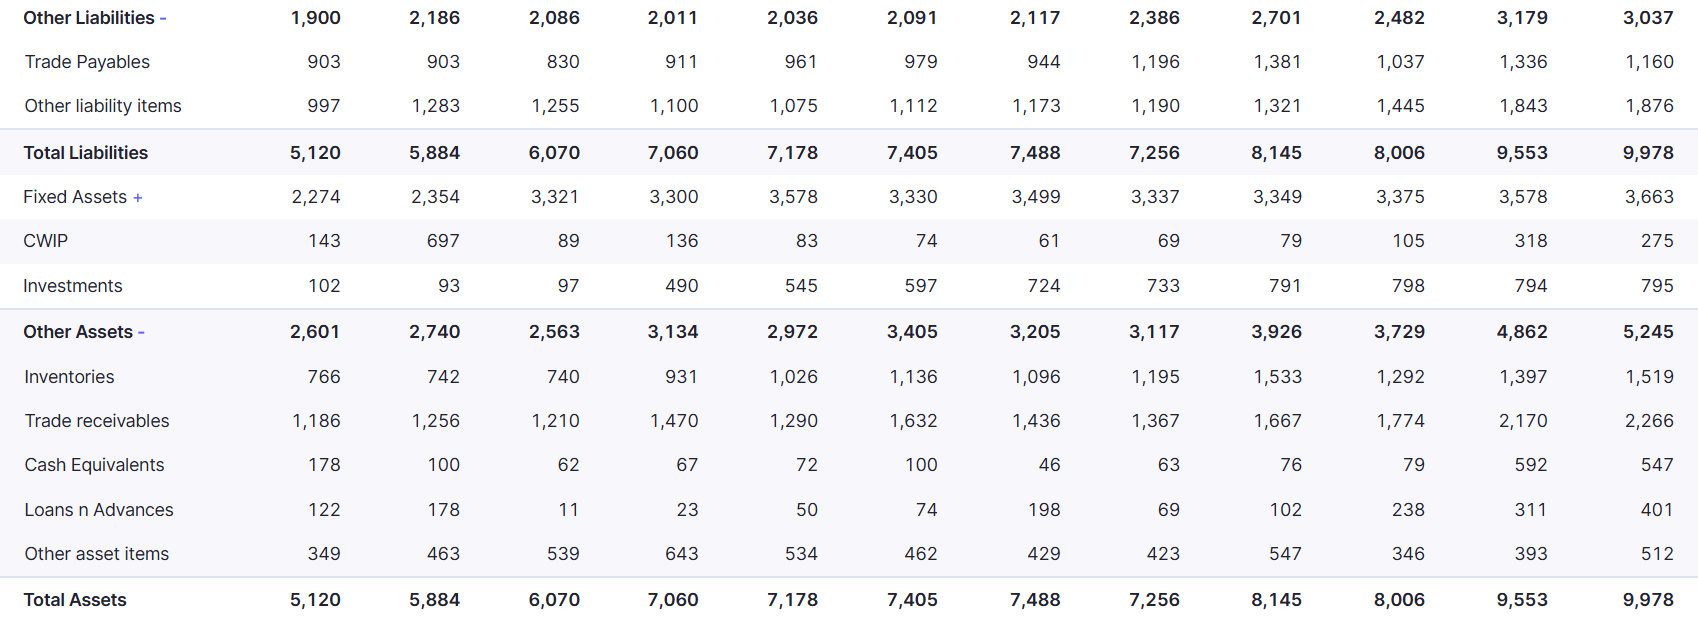 Other Liabilities - 1,900 2,186 2,086 2,011 2,036 2,091 2,117 2,386 2,701 2,482 3,179 3,037
Trade Payables 903 903 830 911 961 979 944 1,196 1,381 1,037 1,336 1,160
Other liability items 997 1,283 1,255 1,100 1,075 1,112 1,173 1,190 1,321 1,445 1,843 1,876
Total Liabilities 5,120 5,884 6,070 7,060 7,178 7,405 7,488 7,256 8,145 8,006 9,553 9,978
Fixed Assets + 2,274 2,354 3,321 3,300 3,578 3,330 3,499 3,337 3,349 3,375 3,578 3,663
CWIP 143 697 89 136 83 74 61 69 79 105 318 275
Investments 102 93 97 490 545 597 724 733 791 798 794 795
Other Assets - 2,601 2,740 2,563 3,134 2,972 3,405 3,205 3,117 3,926 3,729 4,862 5,245
Inventories 766 742 740 931 1,026 1,136 1,096 1,195 1,533 1,292 1,397 1,519
Trade receivables 1,186 1,256 1,210 1,470 1,290 1,632 1,436 1,367 1,667 1,774 2,170 2,266
Cash Equivalents 178 100 62 67 72 100 46 63 76 79 592 547
Loans n Advances 122 178 11 23 50 74 198 69 102 238 311 401
Other asset items 349 463 539 643 534 462 429 423 547 346 393 512
Total Assets 5,120 5,884 6,070 7,060 7,178 7,405 7,488 7,256 8,145 8,006 9,553 9,978